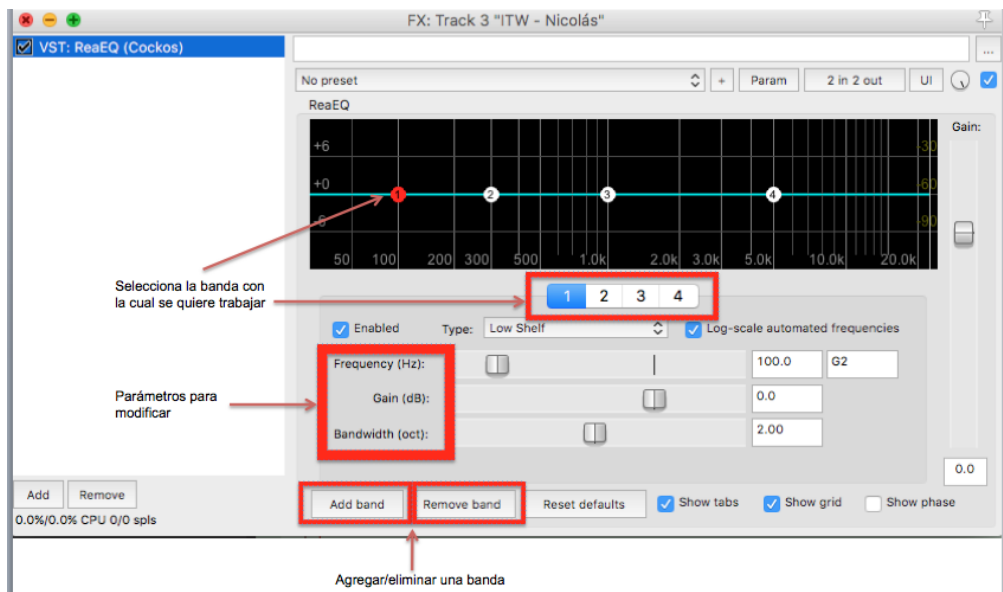 FX: Track 3 "ITW - Nicolás"
VST: ReaEQ (Cockos)
...
No preset
+
Param
2 in 2 out
UI
ReaEQ
Gain:
+6
-30
+0
-60
-6
-90
1
2
3
4
50 100 200 300 500 1.0k 2.0k 3.0k 5.0k 10.0k 20.0k
Selecciona la banda con
la cual se quiere trabajar
1 2 3 4
Enabled
Type: Low Shelf
Log-scale automated frequencies
Frequency (Hz): 100.0 G2
Parámetros para
modificar
Gain (dB): 0.0
Bandwidth (oct): 2.00
0.0
Add Remove
Add band Remove band Reset defaults Show tabs Show grid Show phase
0.0%/0.0% CPU 0/0 spls
Agregar/eliminar una banda